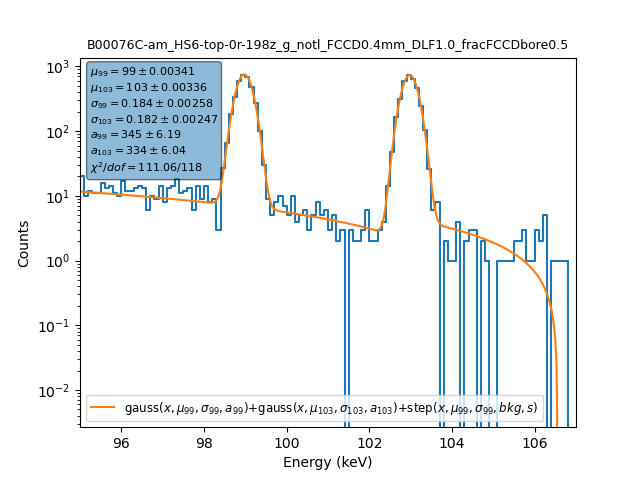 B00076C-am_HS6-top-0r-198z_g_notl_FCCD0.4mm_DLF1.0_fracFCCDbore0.5
μ99 = 99 ± 0.00341
μ103 = 103 ± 0.00336
σ99 = 0.184 ± 0.00258
σ103 = 0.182 ± 0.00247
a99 = 345 ± 6.19
a103 = 334 ± 6.04
χ²/dof = 111.06/118
10³
10²
10¹
10⁰
10⁻¹
10⁻²
Counts
gauss(x, μ99, σ99, a99)+gauss(x, μ103, σ103, a103)+step(x, μ99, σ99, bkg, s)
96 98 100 102 104 106
Energy (keV)